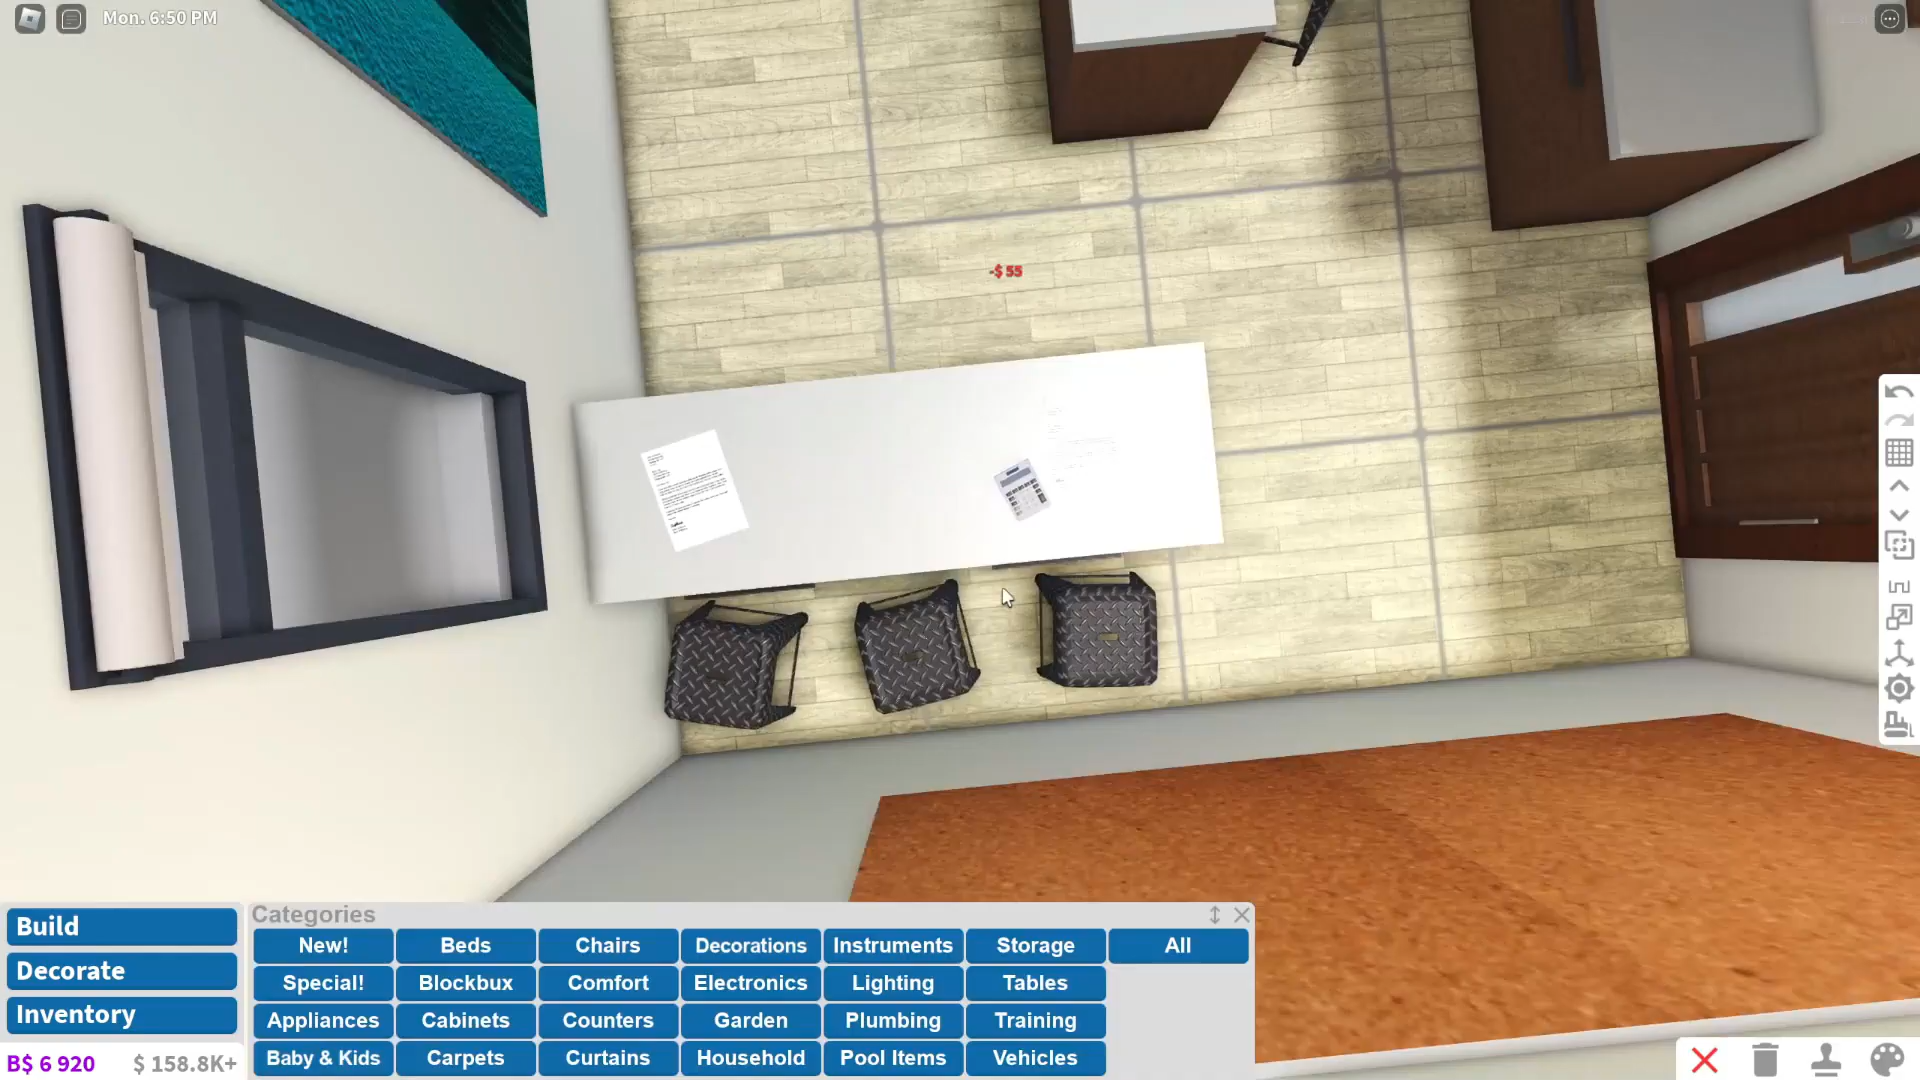 Mon. 6:50 PM
-$ 55
Build
Decorate
Inventory
B$ 6 920
$ 158.8K+
Categories
New!
Beds
Chairs
Decorations
Instruments
Storage
All
Special!
Blockbux
Comfort
Electronics
Lighting
Tables
Appliances
Cabinets
Counters
Garden
Plumbing
Training
Baby & Kids
Carpets
Curtains
Household
Pool Items
Vehicles